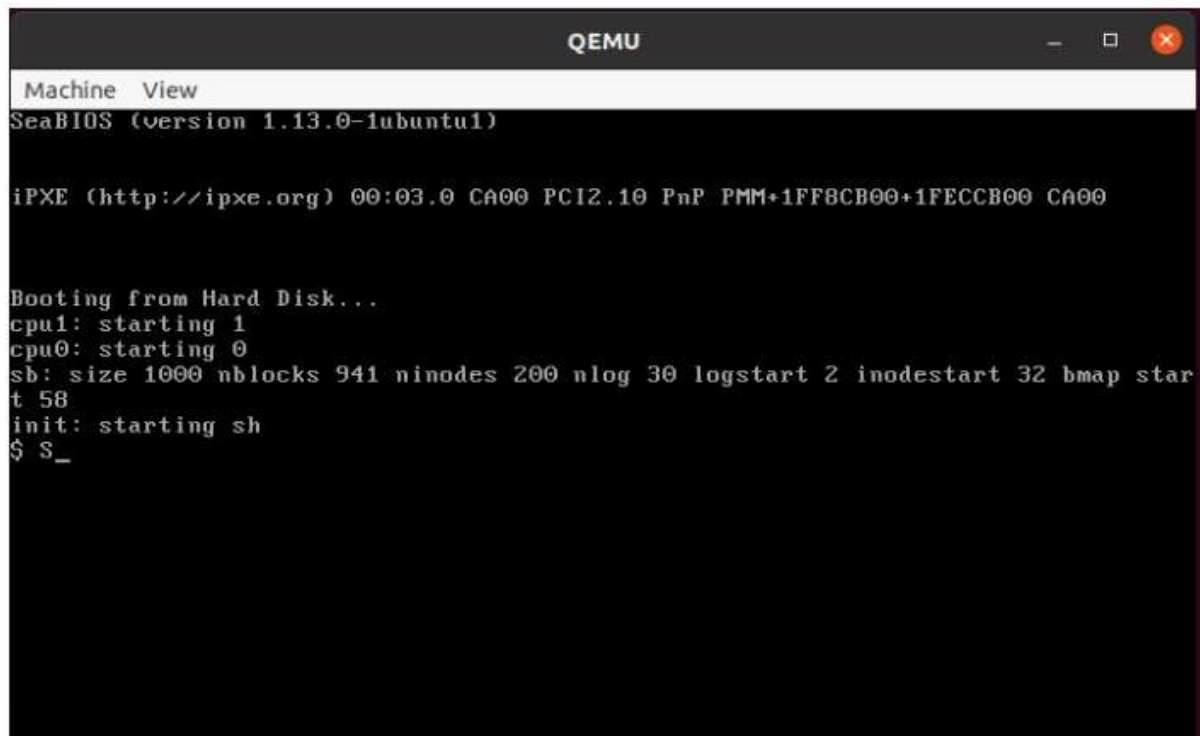 QEMU
Machine View
SeaBIOS (version 1.13.0-1ubuntu1)
iPXE (http://ipxe.org) 00:03.0 CA00 PCI2.10 PnP PMM+1FF8CB00+1FECCB00 CA00
Booting from Hard Disk...
cpu1: starting 1
cpu0: starting 0
sb: size 1000 nblocks 941 ninodes 200 nlog 30 logstart 2 inodestart 32 bmap star
t 58
init: starting sh
$ S_